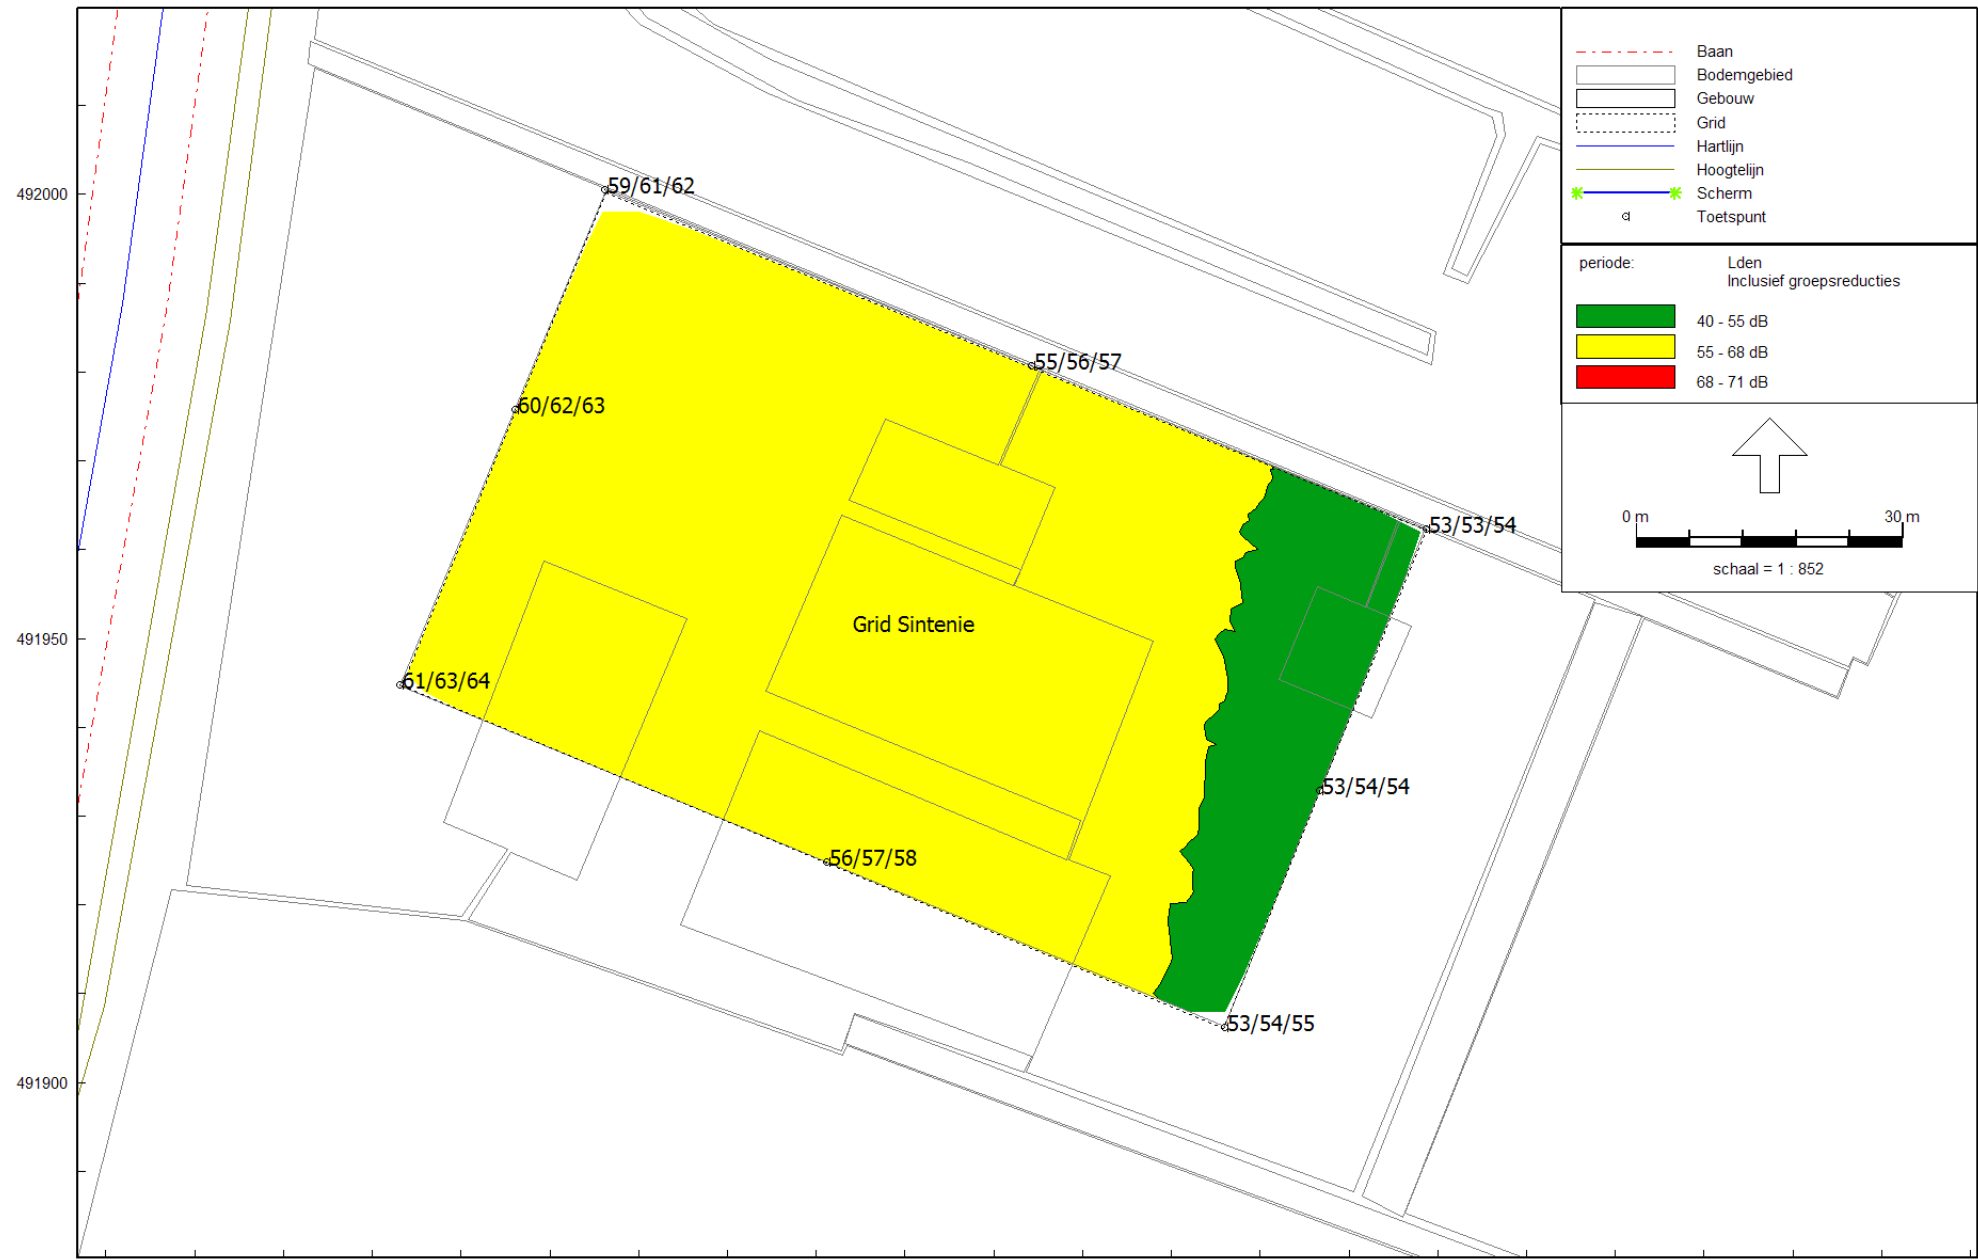 Baan
Bodemgebied
Gebouw
Grid
Hartlijn
Hoogtelijn
Scherm
Toetspunt
periode: Lden
Inclusief groepsreducties
40 - 55 dB
55 - 68 dB
68 - 71 dB
0 m 30 m
schaal = 1 : 852
492000
59/61/62
55/56/57
60/62/63
53/53/54
Grid Sintenie
491950
61/63/64
53/54/54
56/57/58
53/54/55
491900